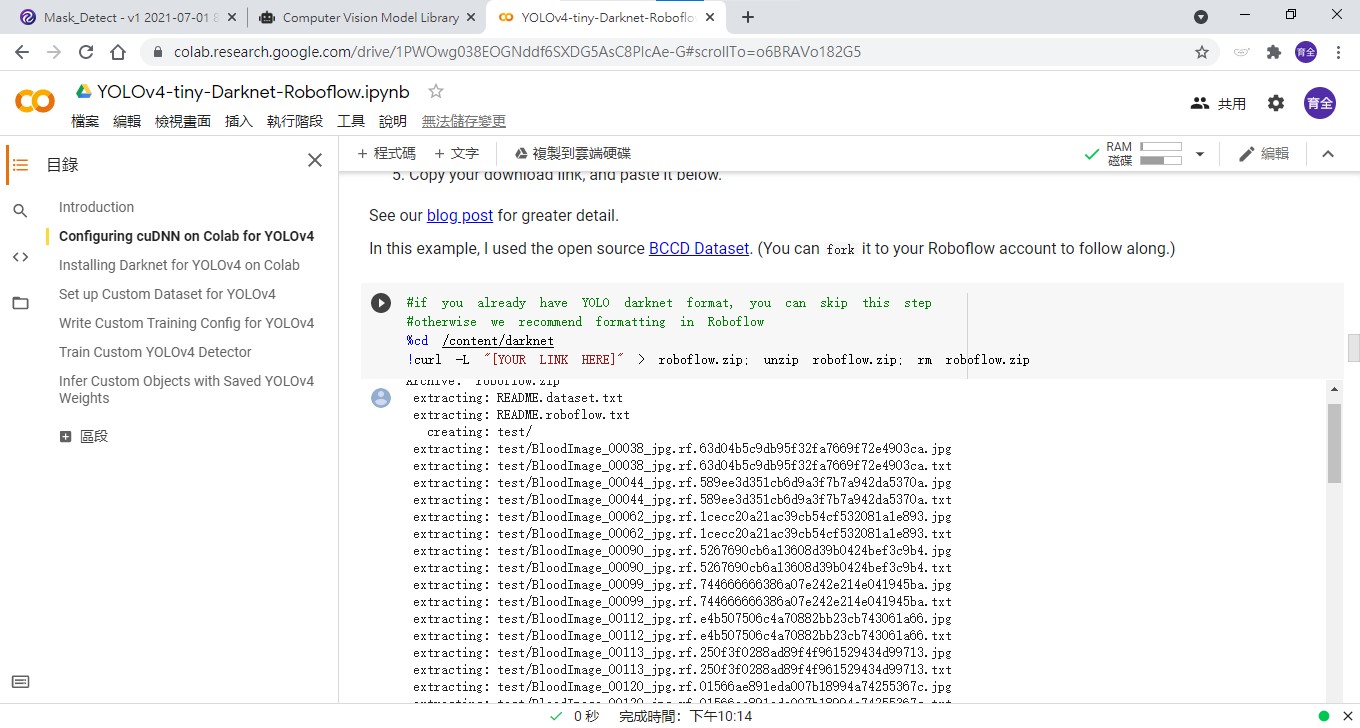 Mask_Detect - v1 2021-07-01 8
Computer Vision Model Library
YOLOv4-tiny-Darknet-Roboflow
colab.research.google.com/drive/1PWOwg038EOGNddf6SXDG5AsC8PlcAe-G#scrollTo=o6BRAVo182G5
育全
YOLOv4-tiny-Darknet-Roboflow.ipynb
檔案 編輯 檢視畫面 插入 執行階段 工具 說明 無法儲存變更
共用
育全
目錄
Introduction
Configuring cuDNN on Colab for YOLOv4
Installing Darknet for YOLOv4 on Colab
Set up Custom Dataset for YOLOv4
Write Custom Training Config for YOLOv4
Train Custom YOLOv4 Detector
Infer Custom Objects with Saved YOLOv4
Weights
區段
+ 程式碼 + 文字 複製到雲端硬碟
RAM
磁碟
編輯
5. Copy your download link, and paste it below.
See our blog post for greater detail.
In this example, I used the open source BCCD Dataset. (You can fork it to your Roboflow account to follow along.)
#if you already have YOLO darknet format, you can skip this step
#otherwise we recommend formatting in Roboflow
%cd /content/darknet
!curl -L "[YOUR LINK HERE]" > roboflow.zip; unzip roboflow.zip; rm roboflow.zip
Archive: roboflow.zip
extracting: README.dataset.txt
extracting: README.roboflow.txt
creating: test/
extracting: test/BloodImage_00038_jpg.rf.63d04b5c9db95f32fa7669f72e4903ca.jpg
extracting: test/BloodImage_00038_jpg.rf.63d04b5c9db95f32fa7669f72e4903ca.txt
extracting: test/BloodImage_00044_jpg.rf.589ee3d351cb6d9a3f7b7a942da5370a.jpg
extracting: test/BloodImage_00044_jpg.rf.589ee3d351cb6d9a3f7b7a942da5370a.txt
extracting: test/BloodImage_00062_jpg.rf.1cecc20a21ac39cb54cf532081a1e893.jpg
extracting: test/BloodImage_00062_jpg.rf.1cecc20a21ac39cb54cf532081a1e893.txt
extracting: test/BloodImage_00090_jpg.rf.5267690cb6a13608d39b0424bef3c9b4.jpg
extracting: test/BloodImage_00090_jpg.rf.5267690cb6a13608d39b0424bef3c9b4.txt
extracting: test/BloodImage_00099_jpg.rf.744666666386a07e242e214e041945ba.jpg
extracting: test/BloodImage_00099_jpg.rf.744666666386a07e242e214e041945ba.txt
extracting: test/BloodImage_00112_jpg.rf.e4b507506c4a70882bb23cb743061a66.jpg
extracting: test/BloodImage_00112_jpg.rf.e4b507506c4a70882bb23cb743061a66.txt
extracting: test/BloodImage_00113_jpg.rf.250f3f0288ad89f4f961529434d99713.jpg
extracting: test/BloodImage_00113_jpg.rf.250f3f0288ad89f4f961529434d99713.txt
extracting: test/BloodImage_00120_jpg.rf.01566ae891eda007b18994a74255367c.jpg
extracting: test/BloodImage_00120_jpg.rf.01566ae891eda007b18994a74255367c.txt
0 秒 完成時間：下午10:14